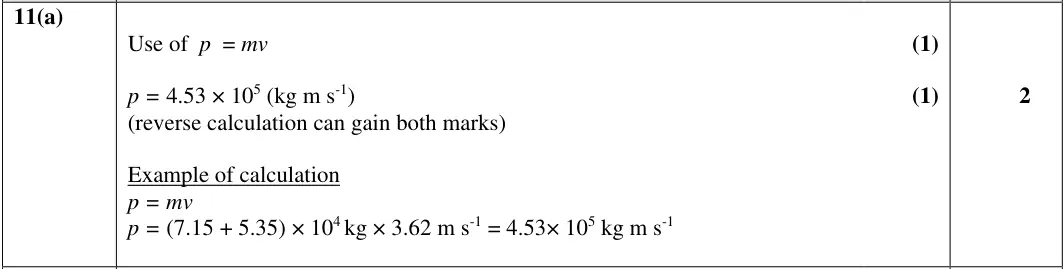 11(a)
Use of p = mv (1)
p = 4.53 × 10⁵ (kg m s⁻¹) (1) 2
(reverse calculation can gain both marks)
Example of calculation
p = mv
p = (7.15 + 5.35) × 10⁴ kg × 3.62 m s⁻¹ = 4.53× 10⁵ kg m s⁻¹